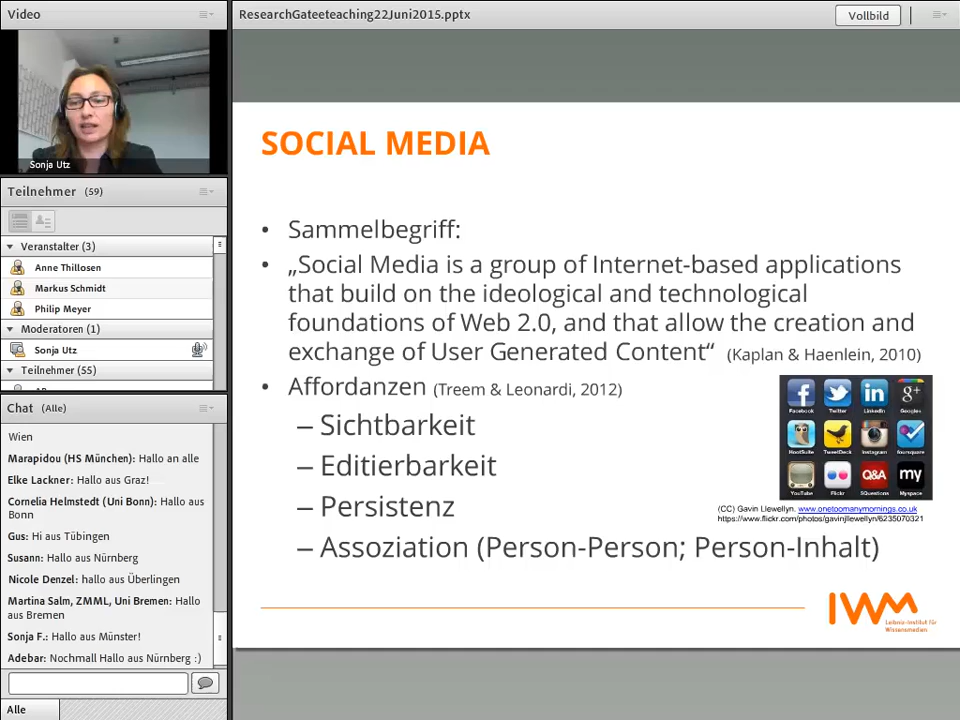 Video
Sonja Utz
Teilnehmer (59)
Veranstalter (3)
Anne Thillosen
Markus Schmidt
Philip Meyer
Moderatoren (1)
Sonja Utz
Teilnehmer (55)
Chat (Alle)
Wien
Marapidou (HS München): Hallo an alle
Elke Lackner: Hallo aus Graz!
Cornelia Helmstedt (Uni Bonn): Hallo aus
Bonn
Gus: Hi aus Tübingen
Susann: Hallo aus Nürnberg
Nicole Denzel: hallo aus Überlingen
Martina Salm, ZMML, Uni Bremen: Hallo
aus Bremen
Sonja F.: Hallo aus Münster!
Adebar: Nochmall Hallo aus Nürnberg :)
Alle
ResearchGateeteaching22Juni2015.pptx
Vollbild
SOCIAL MEDIA
• Sammelbegriff:
• „Social Media is a group of Internet-based applications
that build on the ideological and technological
foundations of Web 2.0, and that allow the creation and
exchange of User Generated Content“ (Kaplan & Haenlein, 2010)
• Affordanzen (Treem & Leonardi, 2012)
– Sichtbarkeit
– Editierbarkeit
– Persistenz
– Assoziation (Person-Person; Person-Inhalt)
Facebook Twitter LinkedIn Google+
HootSuite TweetDeck Instagram foursquare
YouTube Flickr SQuestions Myspace
Q&A my
(CC) Gavin Llewellyn, www.onetoomanymornings.co.uk
https://www.flickr.com/photos/gavinjllewellyn/6235070321
IWM
Leibniz-Institut für
Wissensmedien